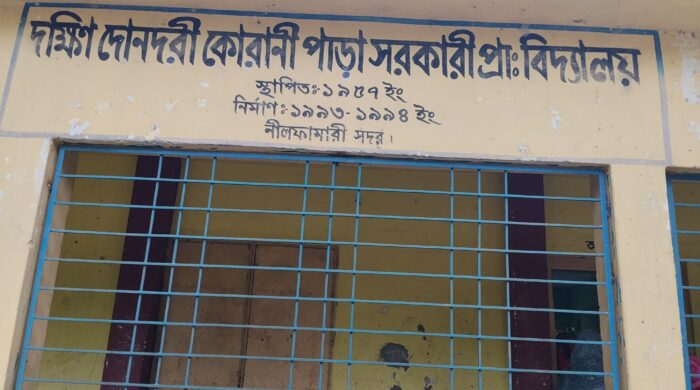 দক্ষিণ দোনদরী কোরানী পাড়া সরকারী প্রাঃ বিদ্যালয়
স্থাপিতঃ-১৯৫৭ ইং
নির্মাণঃ ১৯৯৩-১৯৯৪ ইং
নীলফামারী সদর।